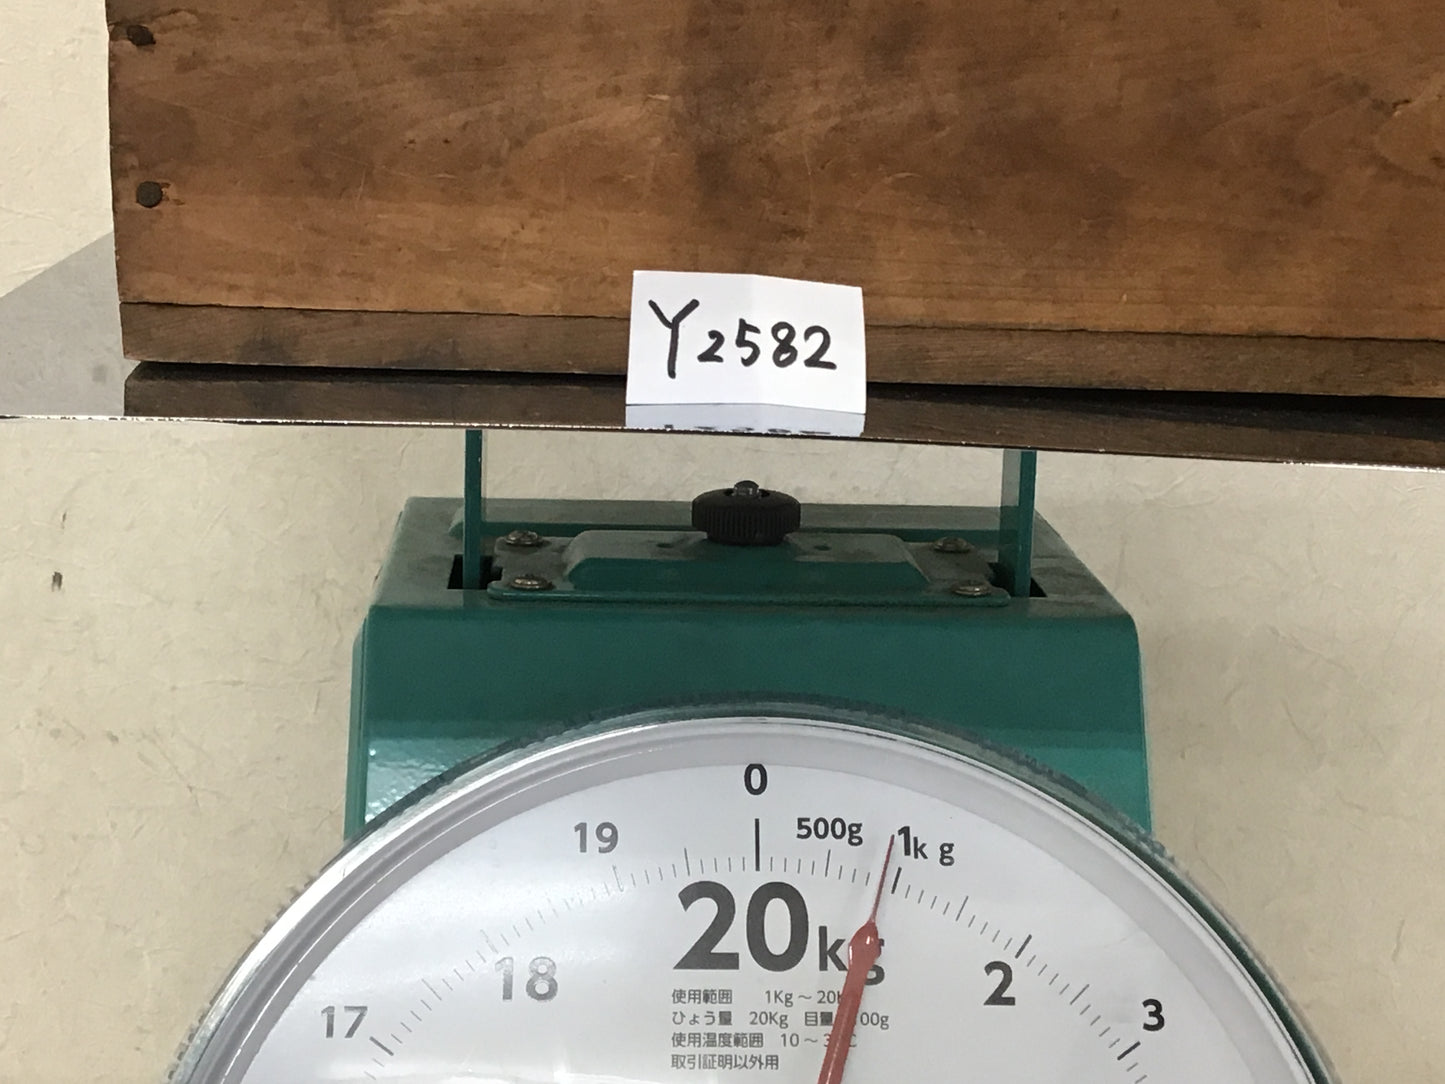 Y2582
0
19
500g
1kg
20kg
18
2
17
3
使用範囲 1Kg～20
ひょう量 20Kg 目量 00g
使用温度範囲 10～3 ℃
取引証明以外用